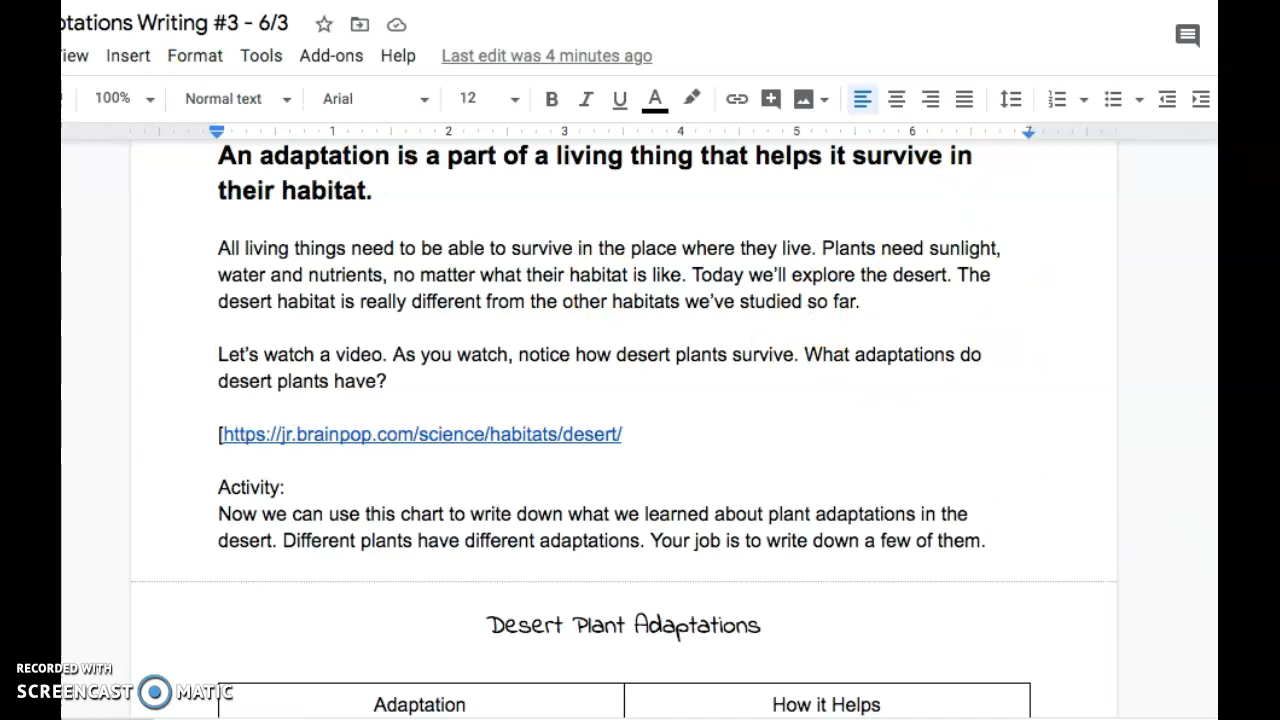 ptations Writing #3 - 6/3
View Insert Format Tools Add-ons Help Last edit was 4 minutes ago
100% Normal text Arial 12 B I U A
1 2 3 4 5 6 7
An adaptation is a part of a living thing that helps it survive in
their habitat.
All living things need to be able to survive in the place where they live. Plants need sunlight,
water and nutrients, no matter what their habitat is like. Today we'll explore the desert. The
desert habitat is really different from the other habitats we've studied so far.
Let's watch a video. As you watch, notice how desert plants survive. What adaptations do
desert plants have?
[https://jr.brainpop.com/science/habitats/desert/
Activity:
Now we can use this chart to write down what we learned about plant adaptations in the
desert. Different plants have different adaptations. Your job is to write down a few of them.
Desert Plant Adaptations
RECORDED WITH
SCREENCAST MATIC
Adaptation How it Helps